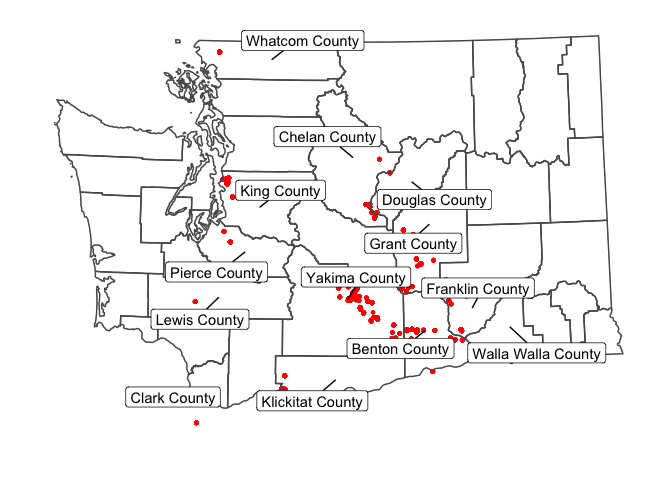 Whatcom County
Chelan County
King County
Douglas County
Grant County
Pierce County
Yakima County
Franklin County
Lewis County
Benton County
Walla Walla County
Clark County
Klickitat County